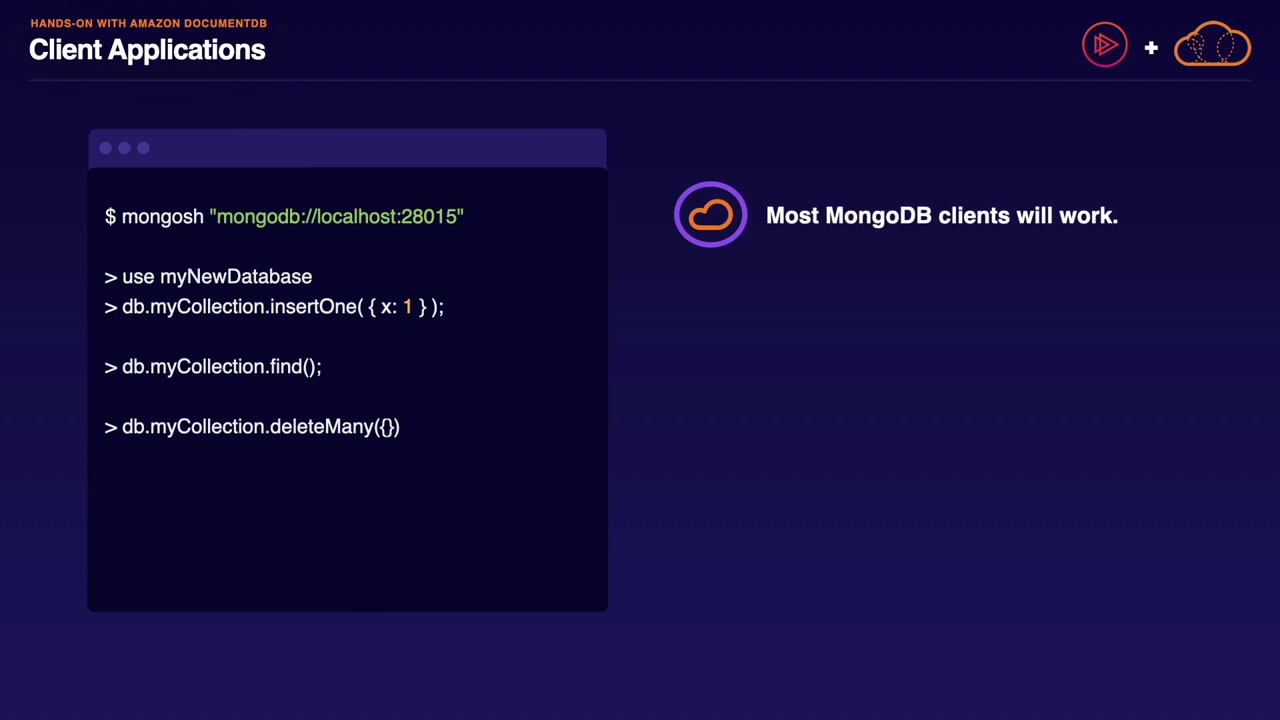 HANDS-ON WITH AMAZON DOCUMENTDB
Client Applications
+
$ mongosh "mongodb://localhost:28015"
> use myNewDatabase
> db.myCollection.insertOne( { x: 1 } );
> db.myCollection.find();
> db.myCollection.deleteMany({})
Most MongoDB clients will work.